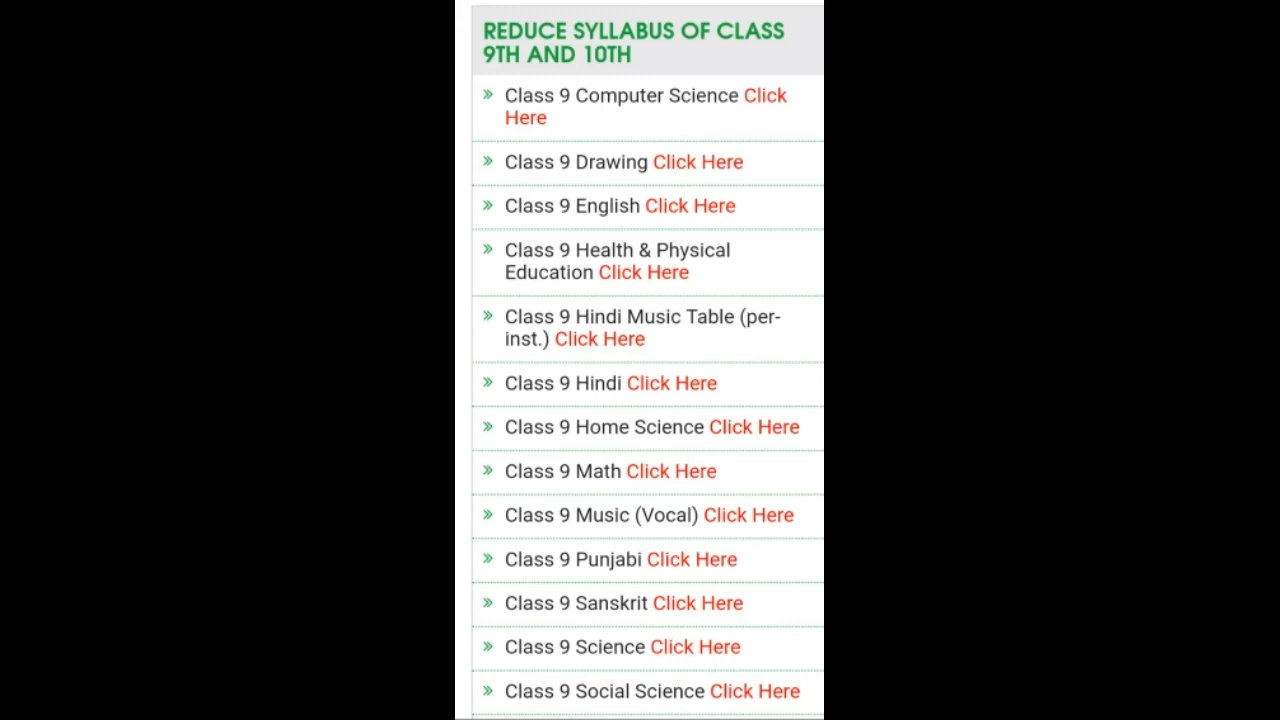 REDUCE SYLLABUS OF CLASS
9TH AND 10TH
» Class 9 Computer Science Click
Here
» Class 9 Drawing Click Here
» Class 9 English Click Here
» Class 9 Health & Physical
Education Click Here
» Class 9 Hindi Music Table (per-
inst.) Click Here
» Class 9 Hindi Click Here
» Class 9 Home Science Click Here
» Class 9 Math Click Here
» Class 9 Music (Vocal) Click Here
» Class 9 Punjabi Click Here
» Class 9 Sanskrit Click Here
» Class 9 Science Click Here
» Class 9 Social Science Click Here